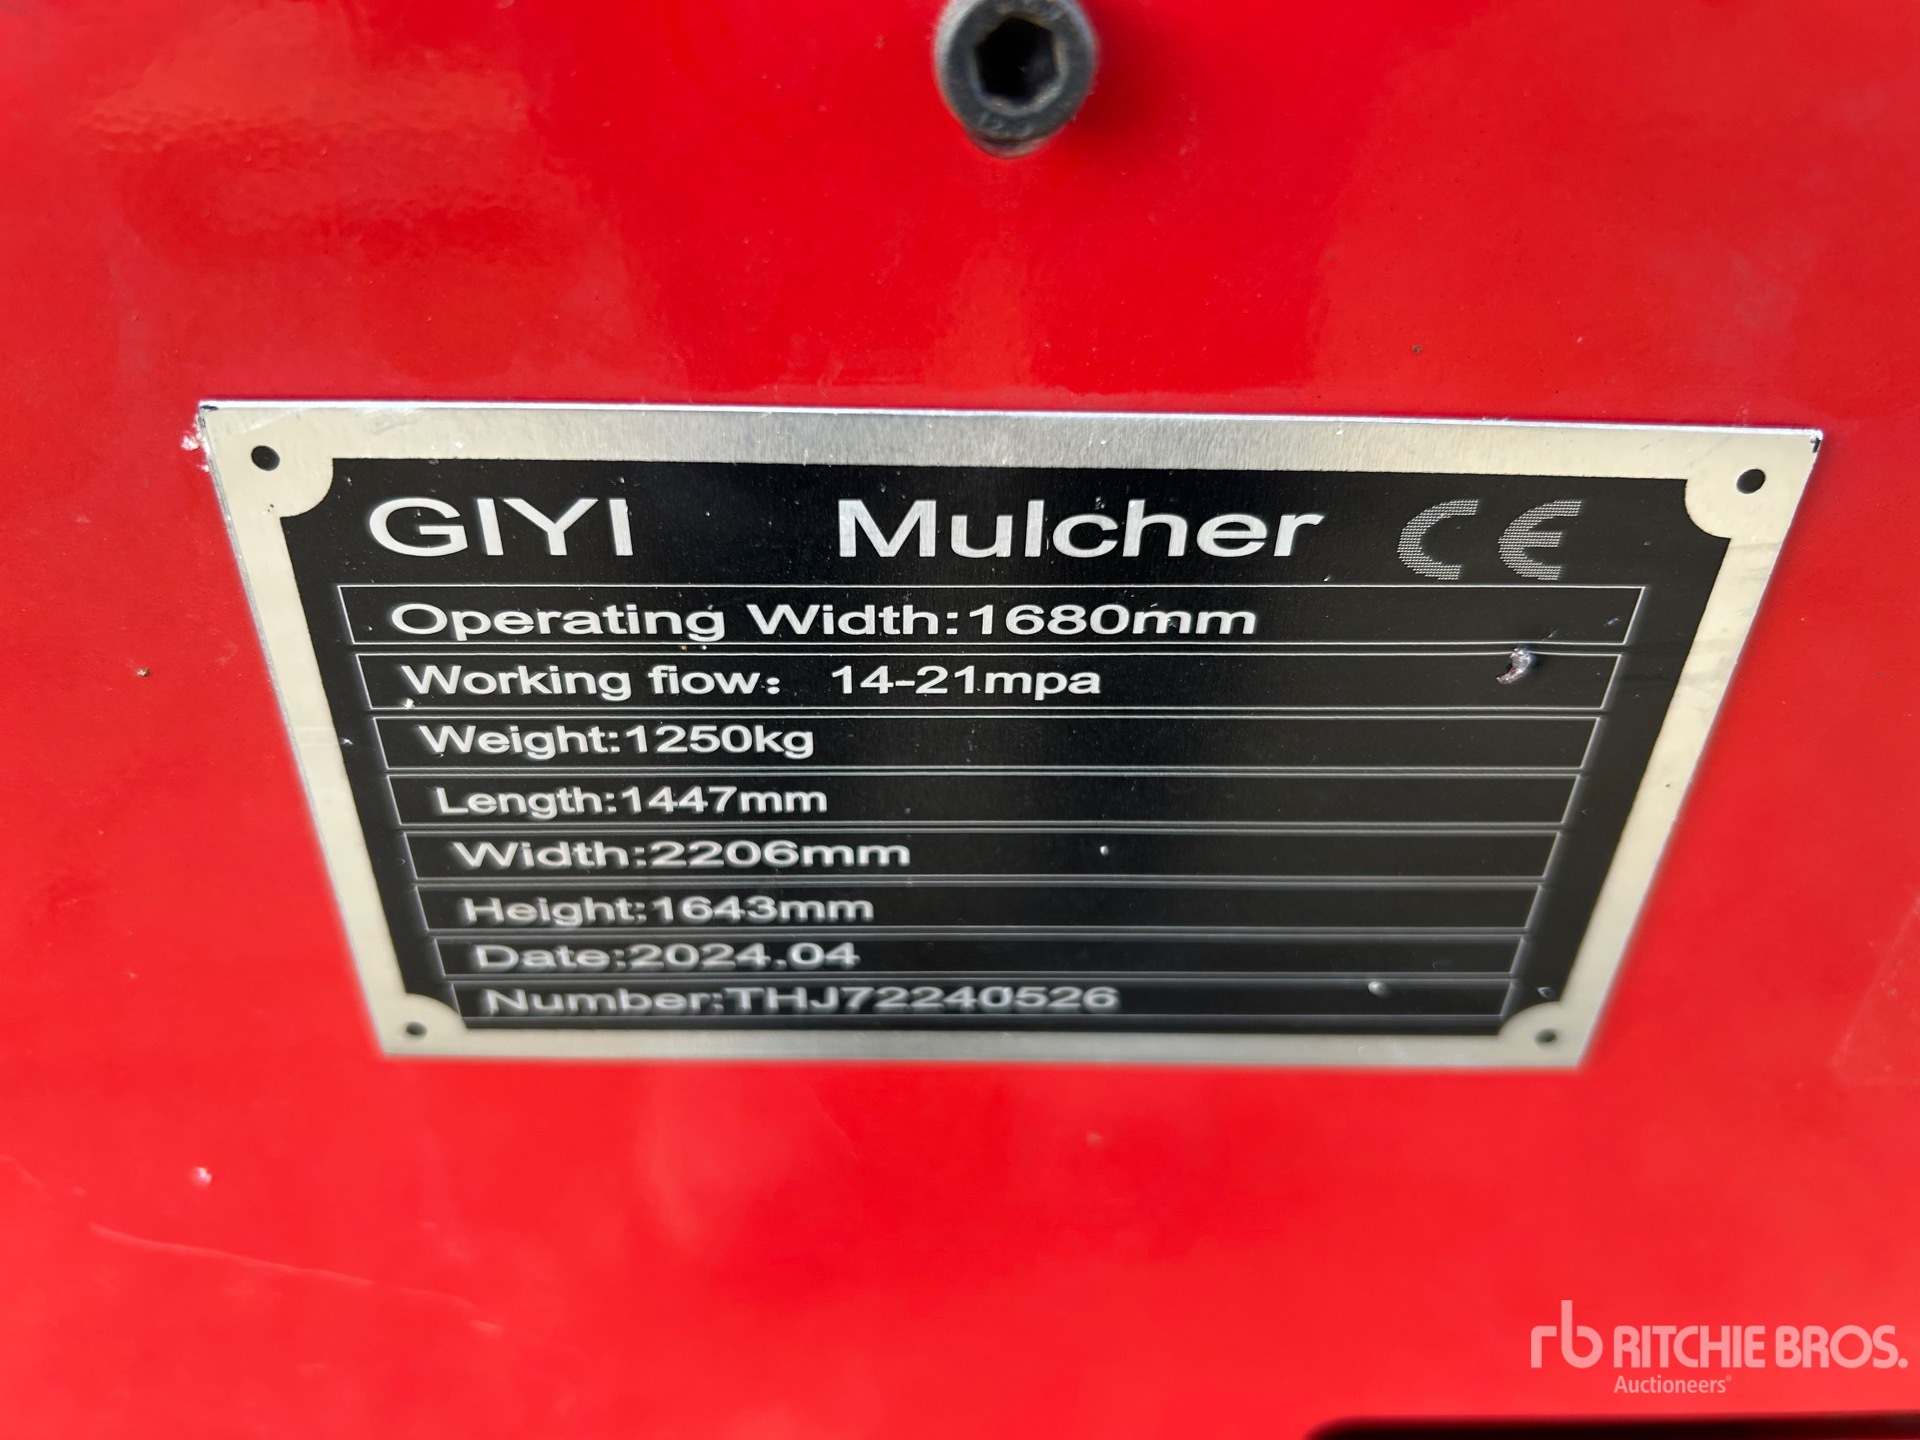 GIYI Mulcher CE
Operating Width:1680mm
Working fiow: 14-21mpa
Weight:1250kg
Length:1447mm
Width:2206mm
Height:1643mm
Date:2024.04
Number:THJ72240526
rb RITCHIE BROS.
Auctioneers